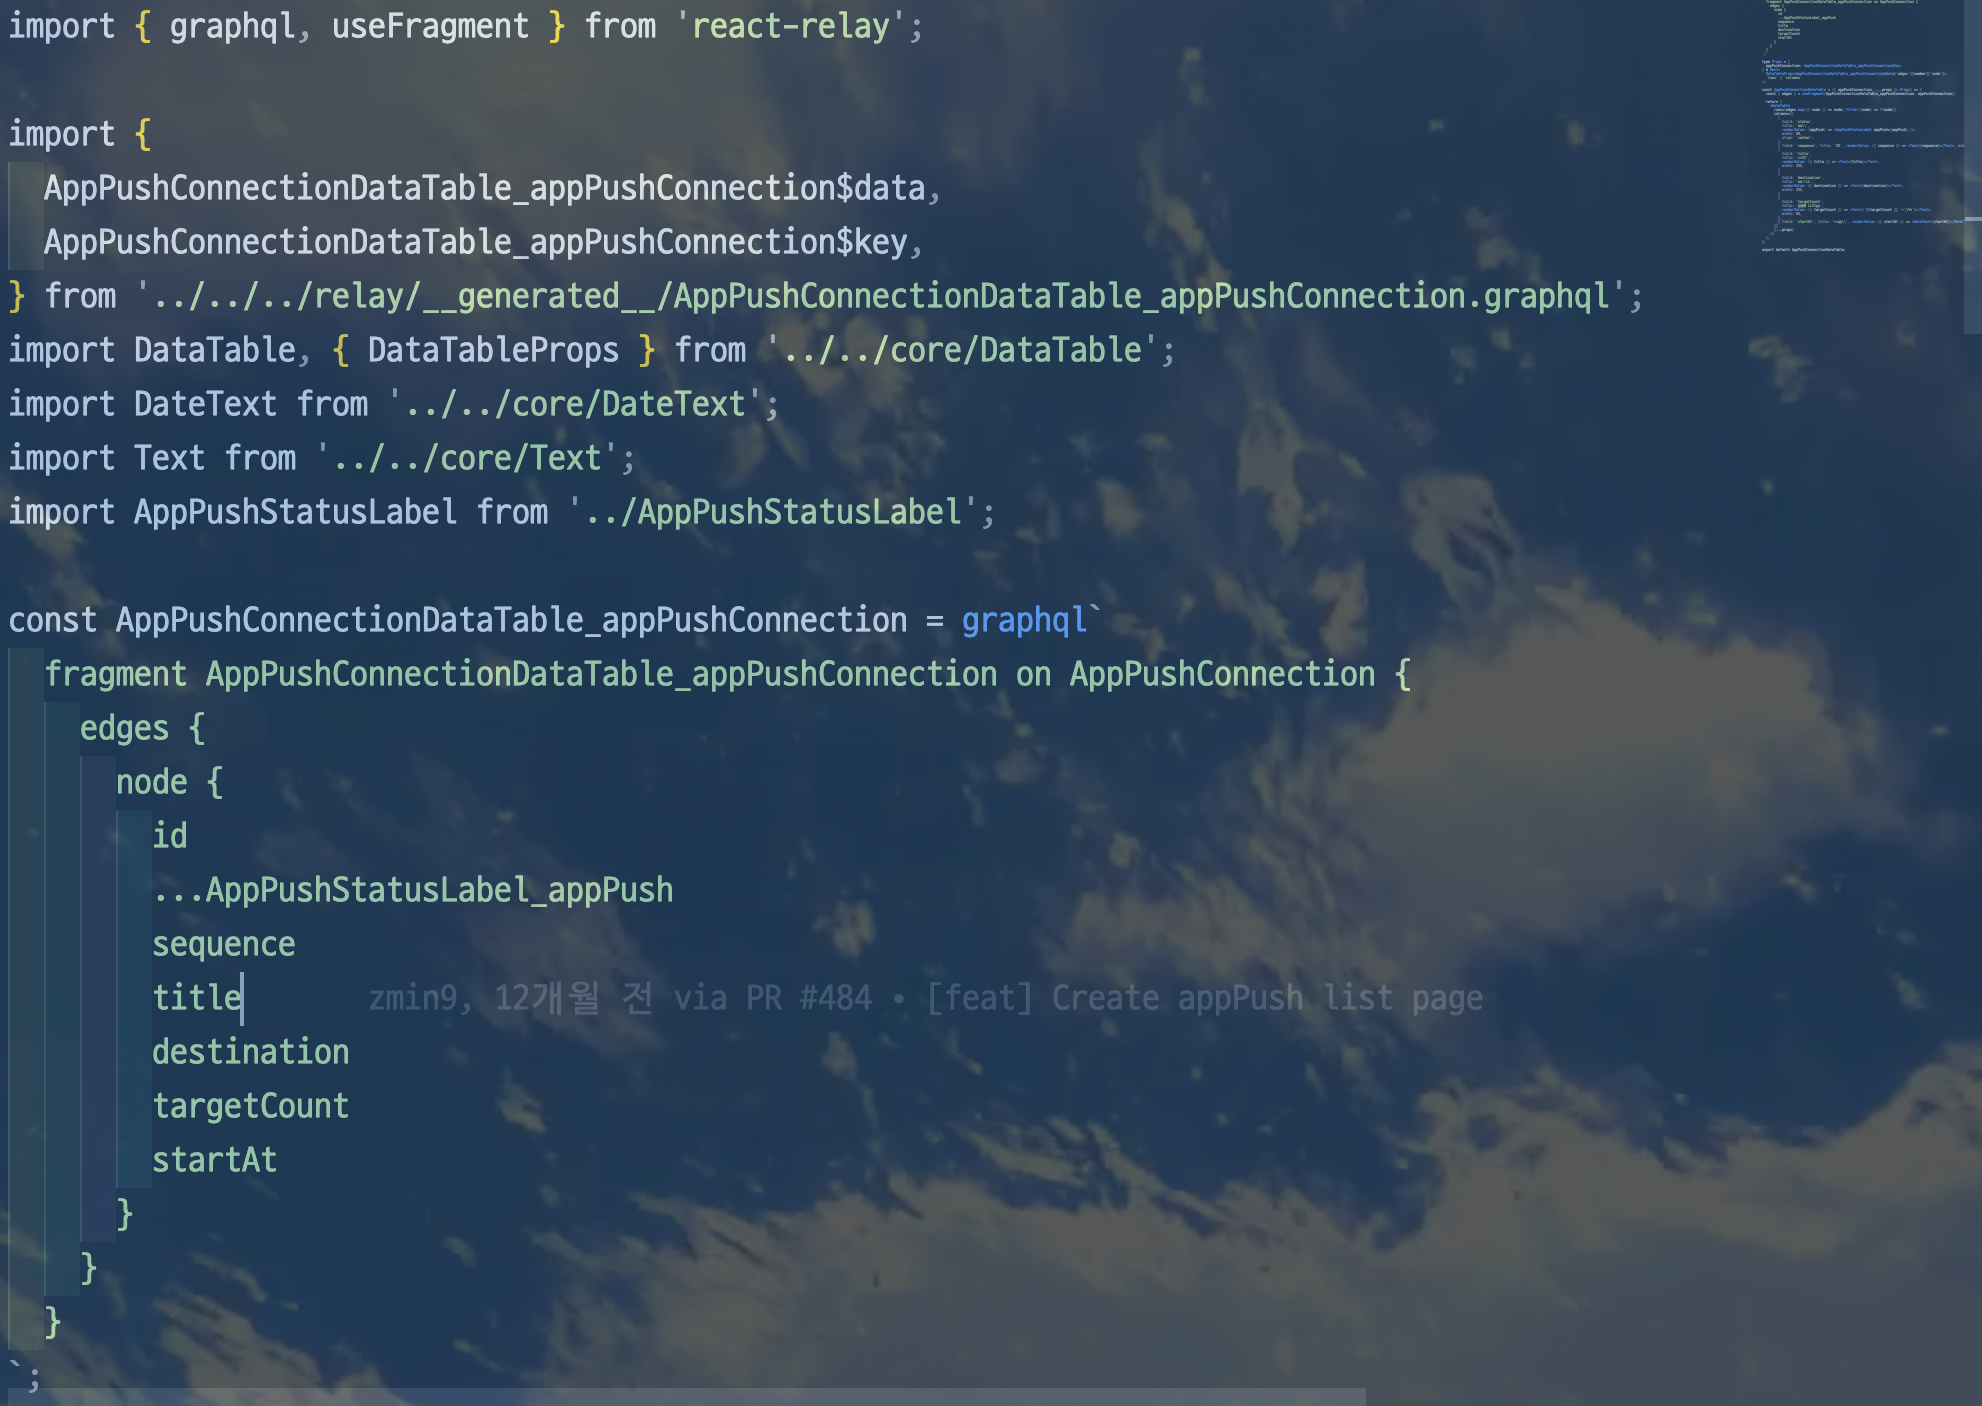 import { graphql, useFragment } from 'react-relay';
import {
AppPushConnectionDataTable_appPushConnection$data,
AppPushConnectionDataTable_appPushConnection$key,
} from '../../../relay/__generated__/AppPushConnectionDataTable_appPushConnection.graphql';
import DataTable, { DataTableProps } from '../../core/DataTable';
import DateText from '../../core/DateText';
import Text from '../../core/Text';
import AppPushStatusLabel from '../AppPushStatusLabel';
const AppPushConnectionDataTable_appPushConnection = graphql`
fragment AppPushConnectionDataTable_appPushConnection on AppPushConnection {
edges {
node {
id
...AppPushStatusLabel_appPush
sequence
title zmin9, 12개월 전 via PR #484 • [feat] Create appPush list page
destination
targetCount
startAt
}
}
}
`;